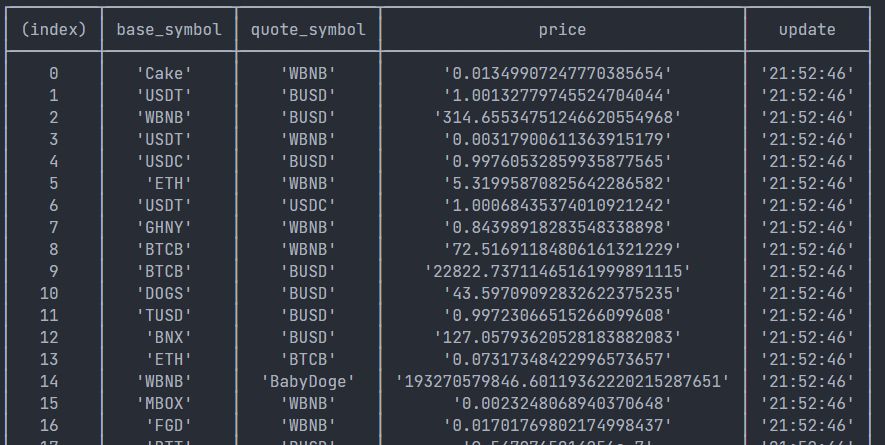 (index) base_symbol quote_symbol price update
0 'Cake' 'WBNB' '0.01349907247770385654' '21:52:46'
1 'USDT' 'BUSD' '1.00132779745524704044' '21:52:46'
2 'WBNB' 'BUSD' '314.65534751246620554968' '21:52:46'
3 'USDT' 'WBNB' '0.00317900611363915179' '21:52:46'
4 'USDC' 'BUSD' '0.99760532859935877565' '21:52:46'
5 'ETH' 'WBNB' '5.31995870825642286582' '21:52:46'
6 'USDT' 'USDC' '1.00068435374010921242' '21:52:46'
7 'GHNY' 'WBNB' '0.84398918283548338898' '21:52:46'
8 'BTCB' 'WBNB' '72.51691184806161321229' '21:52:46'
9 'BTCB' 'BUSD' '22822.73711465161999891115' '21:52:46'
10 'DOGS' 'BUSD' '43.59709092832622375235' '21:52:46'
11 'TUSD' 'BUSD' '0.99723066515266099608' '21:52:46'
12 'BNX' 'BUSD' '127.05793620528183882083' '21:52:46'
13 'ETH' 'BTCB' '0.07317348422996573657' '21:52:46'
14 'WBNB' 'BabyDoge' '193270579846.60119362220215287651' '21:52:46'
15 'MBOX' 'WBNB' '0.0023248068940370648' '21:52:46'
16 'FGD' 'WBNB' '0.01701769802174998437' '21:52:46'